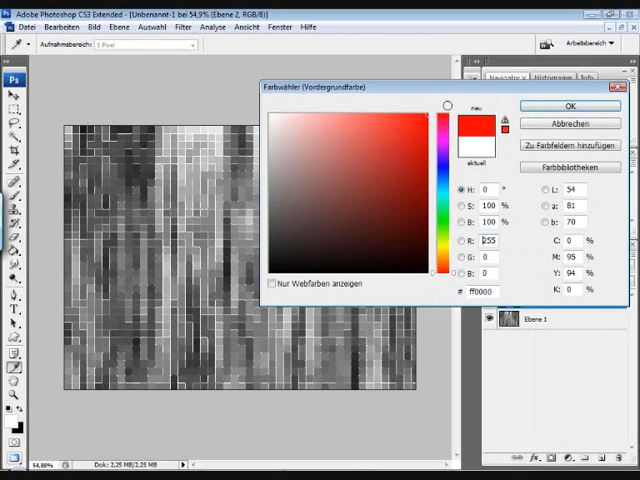 Adobe Photoshop CS3 Extended - [Unbenannt-1 bei 54,9% (Ebene 2, RGB/8)]
Datei Bearbeiten Bild Ebene Auswahl Filter Analyse Ansicht Fenster Hilfe
Aufnahmebereich: 1 Pixel Arbeitsbereich
Ps
Navigator Histogramm Info
Farbwähler (Vordergrundfarbe)
neu
OK
Abbrechen
Zu Farbfeldern hinzufügen
aktuell
Farbbibliotheken
H: 0 ° L: 54
S: 100 % a: 81
B: 100 % b: 70
R: 255 C: 0 %
G: 0 M: 95 %
B: 0 Y: 94 %
# ff0000 K: 0 %
Nur Webfarben anzeigen
Ebene 1
54,88% Dok: 2,25 MB/2,25 MB